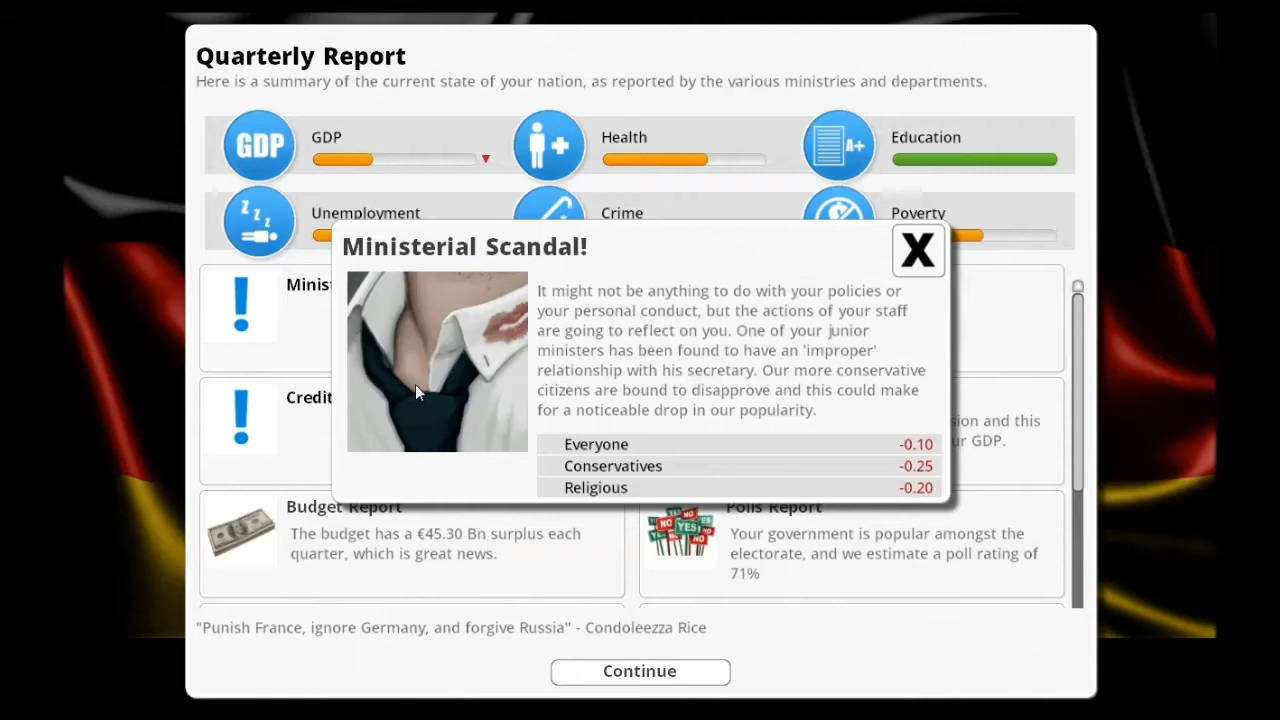 Quarterly Report
Here is a summary of the current state of your nation, as reported by the various ministries and departments.
GDP
GDP
Health
A+
Education
Z Z Z
Unemployment
Crime
Poverty
Ministerial Scandal!
X
It might not be anything to do with your policies or
your personal conduct, but the actions of your staff
are going to reflect on you. One of your junior
ministers has been found to have an 'improper'
relationship with his secretary. Our more conservative
citizens are bound to disapprove and this could make
for a noticeable drop in our popularity.
Everyone -0.10
Conservatives -0.25
Religious -0.20
Minis
!
Credit
!
sion and this
ur GDP.
Budget Report
The budget has a €45.30 Bn surplus each
quarter, which is great news.
Polls Report
NO YES NO
Your government is popular amongst the
electorate, and we estimate a poll rating of
71%
"Punish France, ignore Germany, and forgive Russia" - Condoleezza Rice
Continue